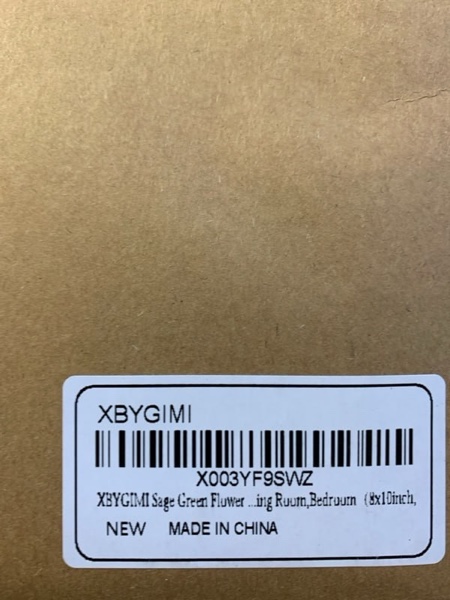 XBYGIMI
X003YF9SWZ
XBYGIMI Sage Green Flower ...ing Room,Bedroom (8x10inch,
NEW MADE IN CHINA